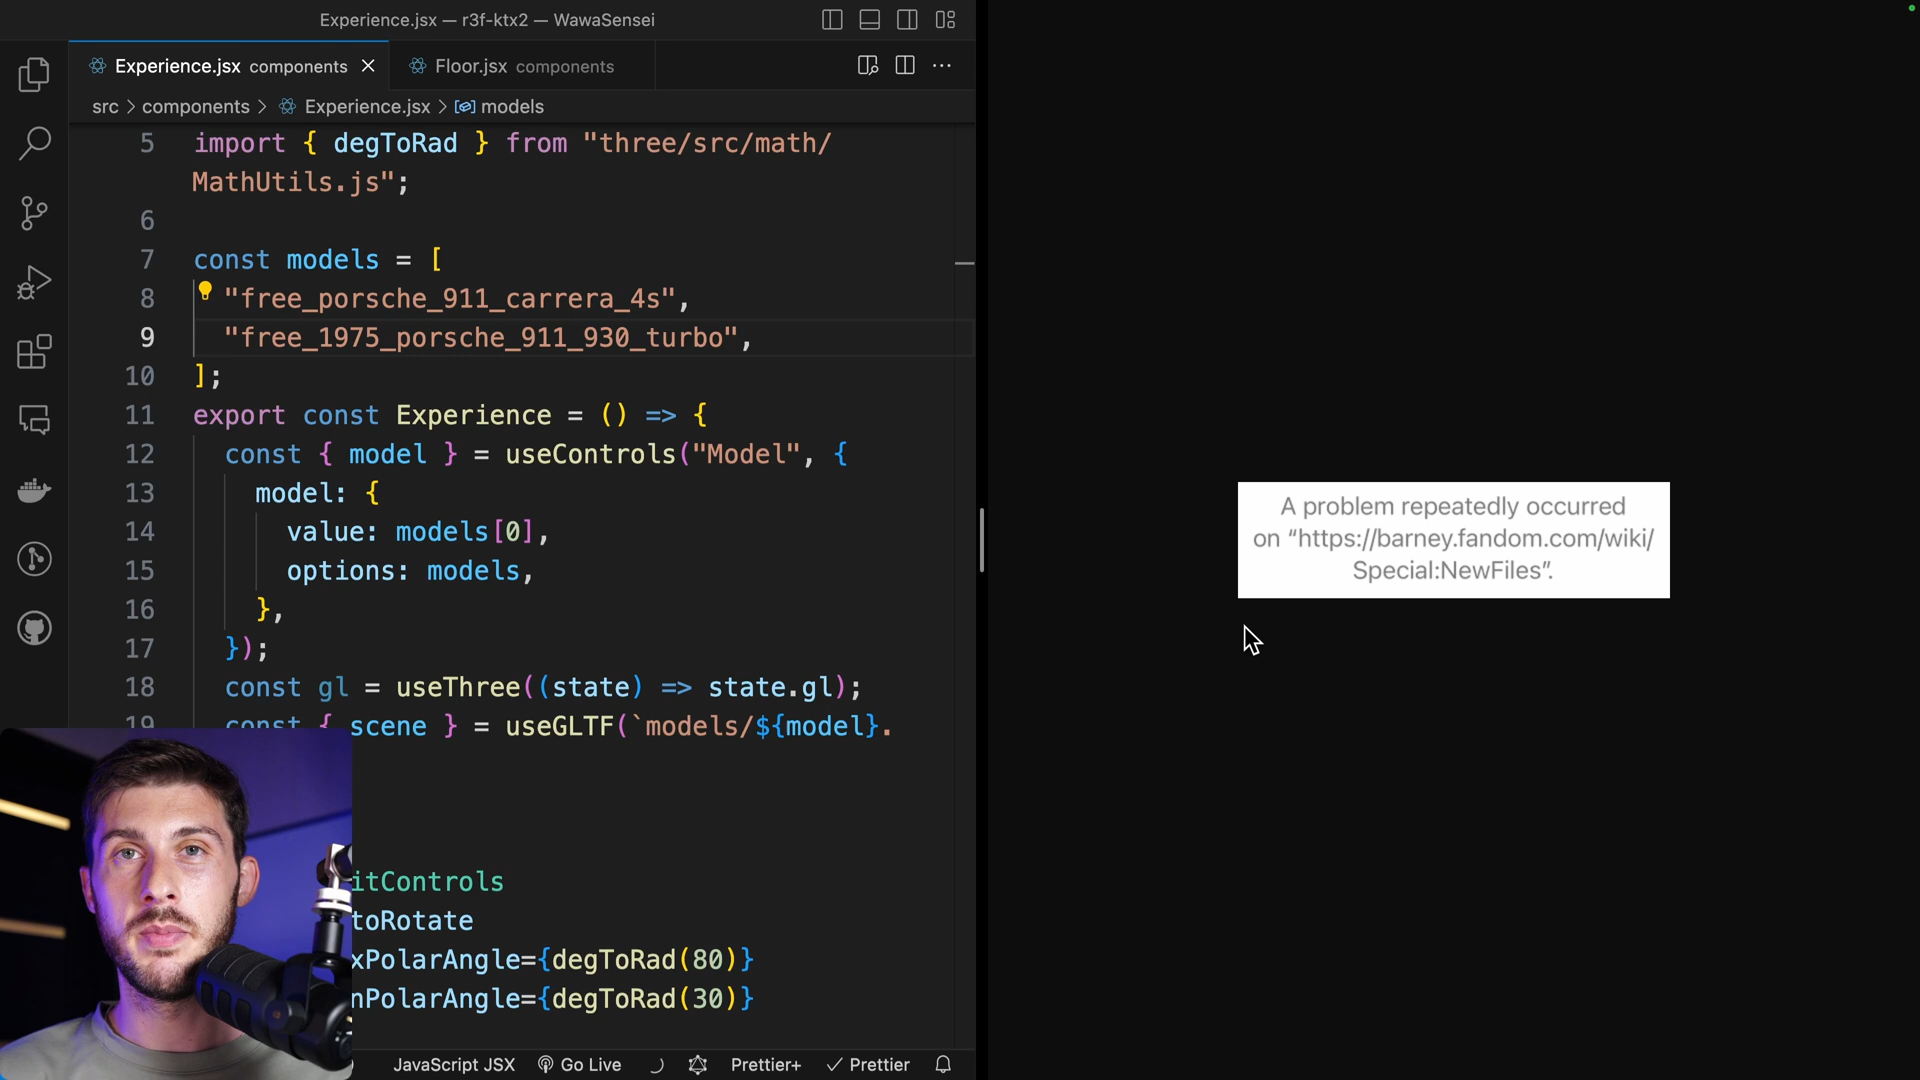 Experience.jsx — r3f-ktx2 — WawaSensei
Experience.jsx components
Floor.jsx components
src > components > Experience.jsx > models
5 import { degToRad } from "three/src/math/
MathUtils.js";
6
7 const models = [
8 "free_porsche_911_carrera_4s",
9 "free_1975_porsche_911_930_turbo",
10 ];
11 export const Experience = () => {
12 const { model } = useControls("Model", {
13 model: {
14 value: models[0],
15 options: models,
16 },
17 });
18 const gl = useThree((state) => state.gl);
19 const { scene } = useGLTF(`models/${model}.
itControls
toRotate
xPolarAngle={degToRad(80)}
nPolarAngle={degToRad(30)}
JavaScript JSX Go Live Prettier+ Prettier
A problem repeatedly occurred
on “https://barney.fandom.com/wiki/
Special:NewFiles”.